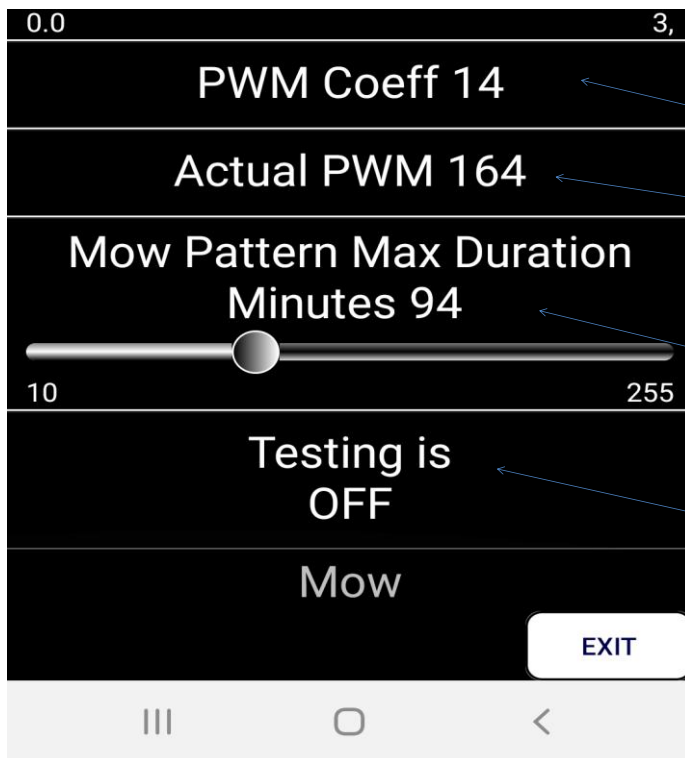 0.0 3,
PWM Coeff 14
Actual PWM 164
Mow Pattern Max Duration
Minutes 94
10 255
Testing is
OFF
Mow
EXIT